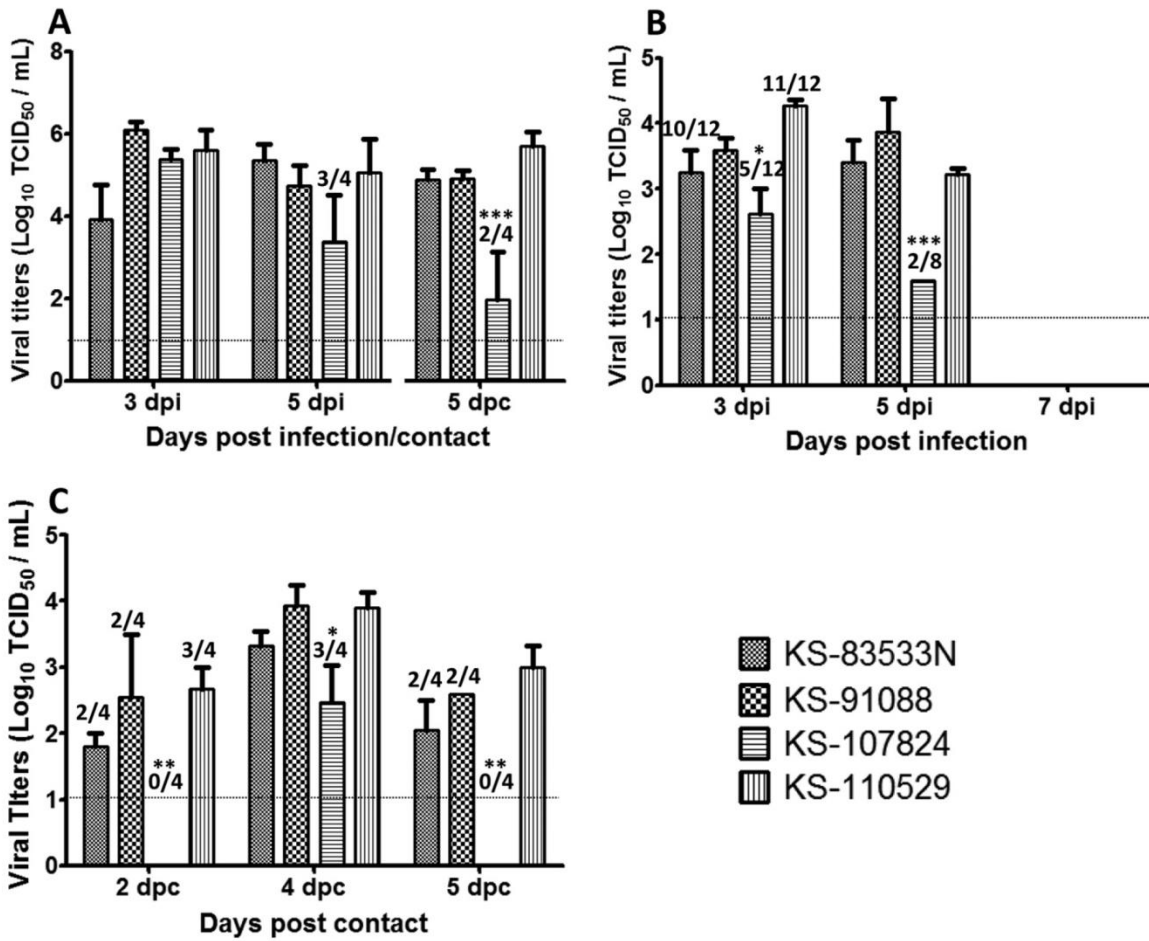 A
Viral titers (Log10 TCID50 / mL)
8
6
4
2
0
3/4
***
2/4
3 dpi
5 dpi
5 dpc
Days post infection/contact
B
Viral titers (Log10 TCID50 / mL)
5
4
3
2
1
0
10/12
*
5/12
11/12
***
2/8
3 dpi
5 dpi
7 dpi
Days post infection
C
Viral TIters (Log10 TCID50 / mL)
5
4
3
2
1
0
2/4
2/4
**
0/4
3/4
*
3/4
2/4
2/4
**
0/4
2 dpc
4 dpc
5 dpc
Days post contact
KS-83533N
KS-91088
KS-107824
KS-110529